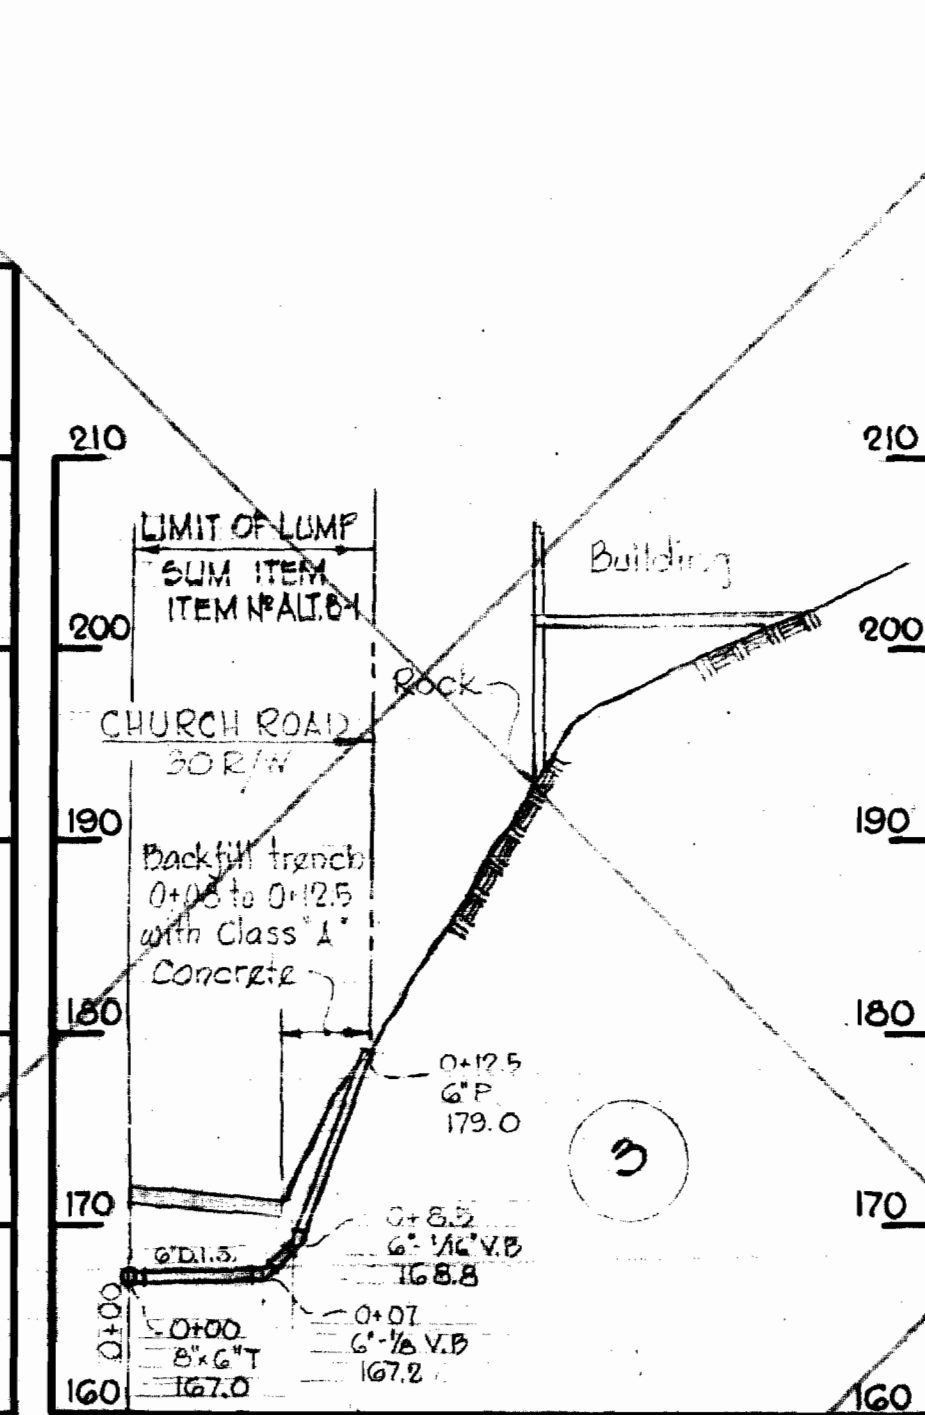 210
210
LIMIT OF LUMP
SUM ITEM
ITEM Nº ALT.B-1
Building
200
200
Rock
CHURCH ROAD
30 R/W
190
190
Backfill trench
0+08 to 0+12.5
with Class "A"
Concrete
180
180
0+12.5
6" P
179.0
3
170
170
0+8.5
6"-1/16" V.B
168.8
6" D.I.S.
0+00
0+00
8"x6" T
167.0
0+07
6"-1/8 V.B
167.2
160
160